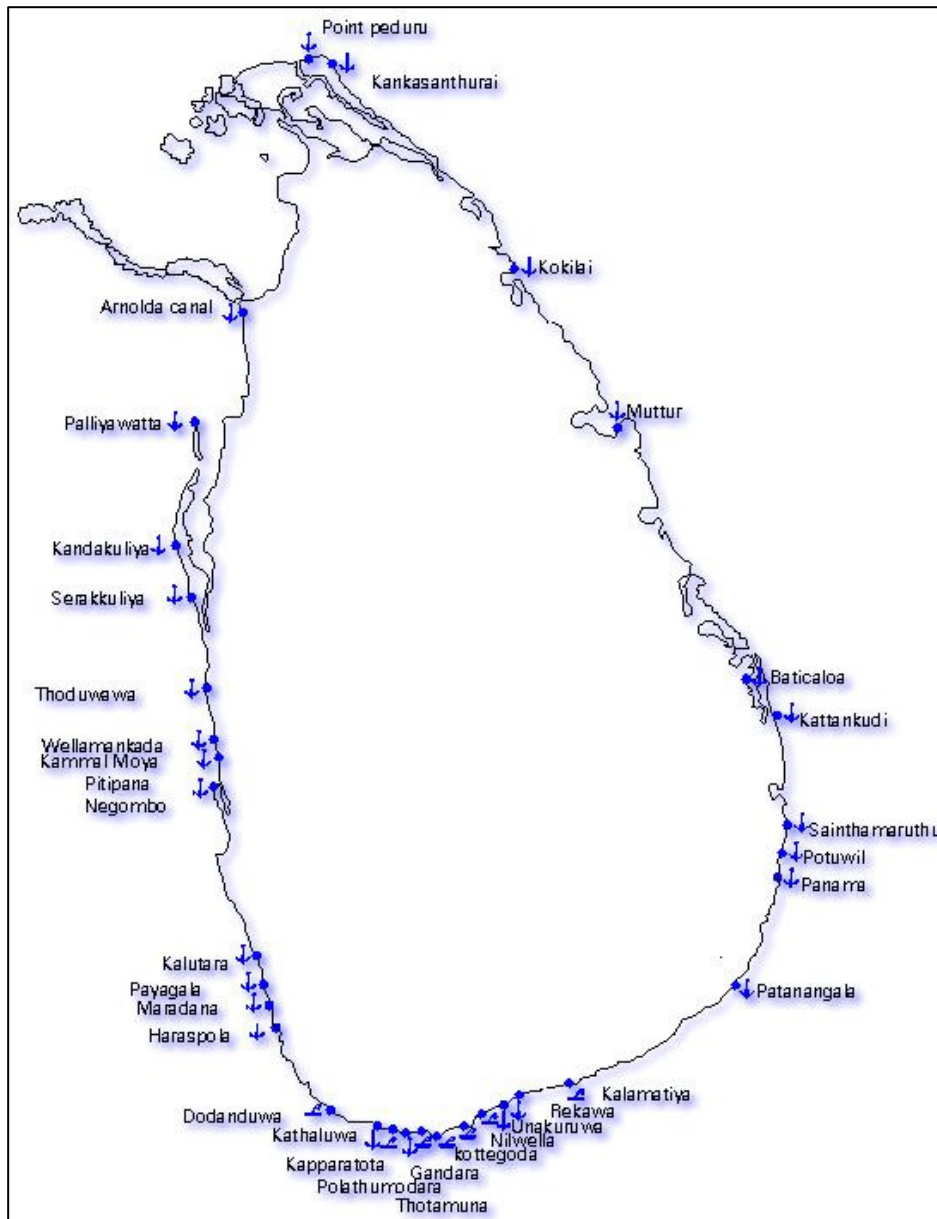 Point peduru
Kankasanthurai
Kokilai
Arnolda canal
Muttur
Palliyawatta
Kandakuliya
Serakkuliya
Baticaloa
Thoduwawa
Kattankudi
Wellamankada
Kammal Moya
Pitipana
Negombo
Sainthamaruthu
Potuwil
Panama
Kalutara
Payagala
Patanangala
Maradana
Haraspola
Kalamatiya
Dodanduwa
Rekawa
Unakuruwa
Kathaluwa
Nilwella
kottegoda
Kapparatota
Gandara
Polathumodara
Thotamuna